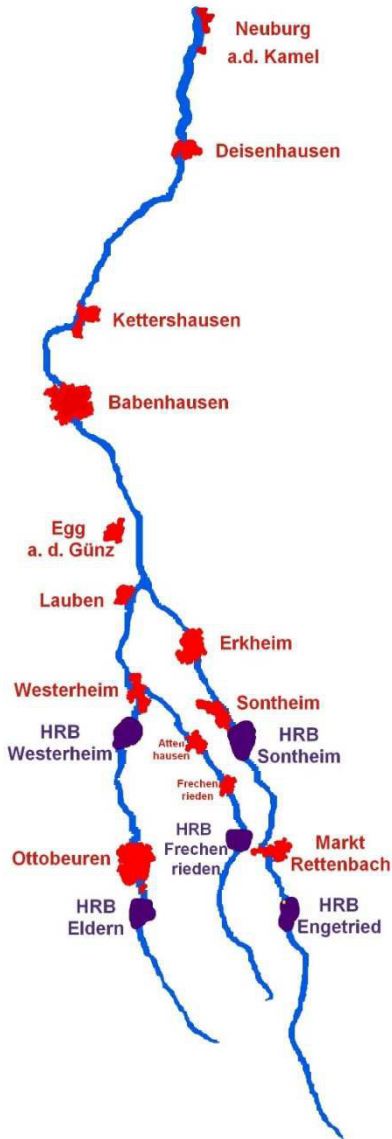 Neuburg
a.d. Kamel
Deisenhausen
Kettershausen
Babenhausen
Egg
a. d. Günz
Lauben
Erkheim
Westerheim
Sontheim
HRB
Westerheim
Atten
hausen
HRB
Sontheim
Frechen
rieden
HRB
Frechen
rieden
Markt
Rettenbach
Ottobeuren
HRB
Eldern
HRB
Engetried